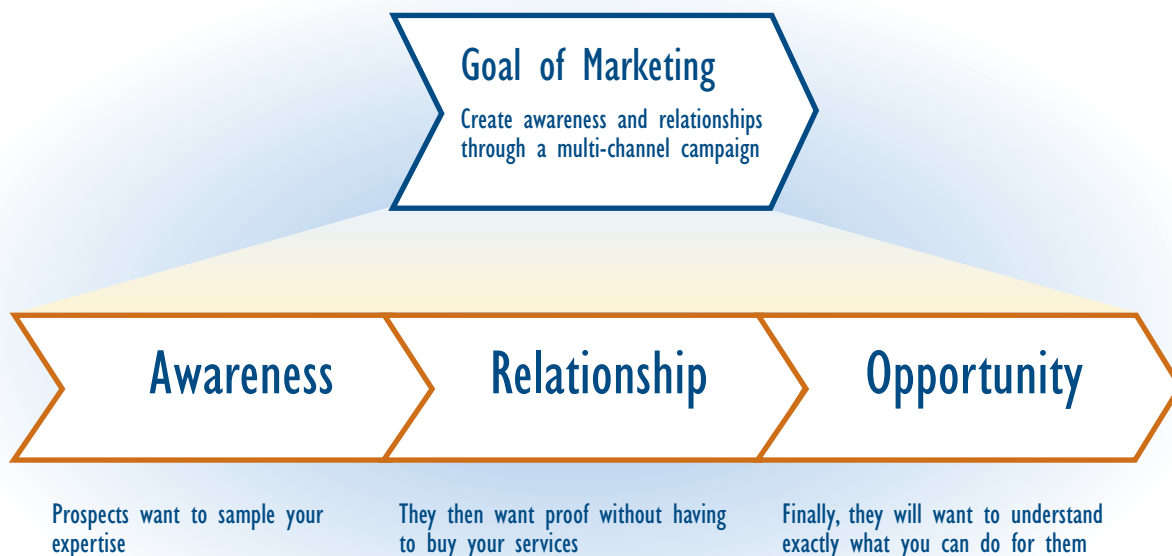 Goal of Marketing
Create awareness and relationships
through a multi-channel campaign
Awareness
Relationship
Opportunity
Prospects want to sample your
expertise
They then want proof without having
to buy your services
Finally, they will want to understand
exactly what you can do for them